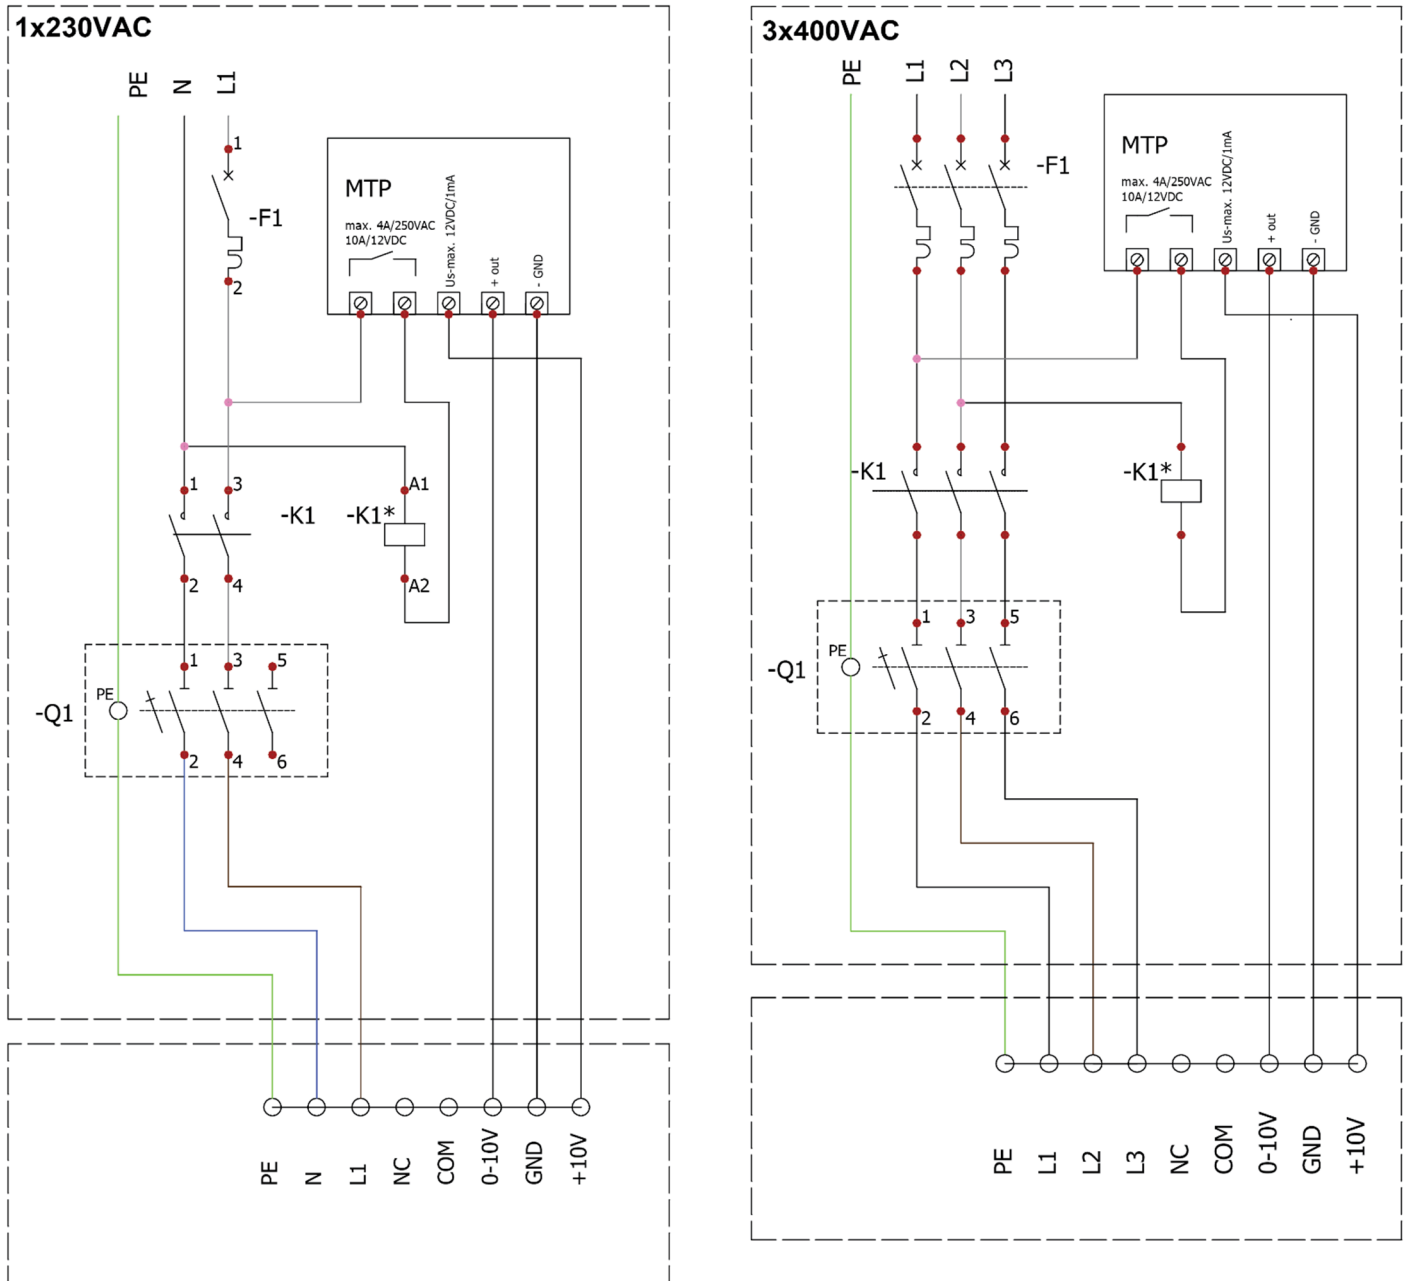 1x230VAC
PE
N
L1
1
-F1
2
MTP
max. 4A/250VAC
10A/12VDC
Us-max. 12VDC/1mA
+ out
- GND
1
3
-K1
2
4
-K1*
A1
A2
-Q1
PE
1
3
5
2
4
6
PE
N
L1
NC
COM
0-10V
GND
+10V
3x400VAC
PE
L1
L2
L3
-F1
MTP
max. 4A/250VAC
10A/12VDC
Us-max. 12VDC/1mA
+ out
- GND
-K1
-K1*
-Q1
PE
1
3
5
2
4
6
PE
L1
L2
L3
NC
COM
0-10V
GND
+10V